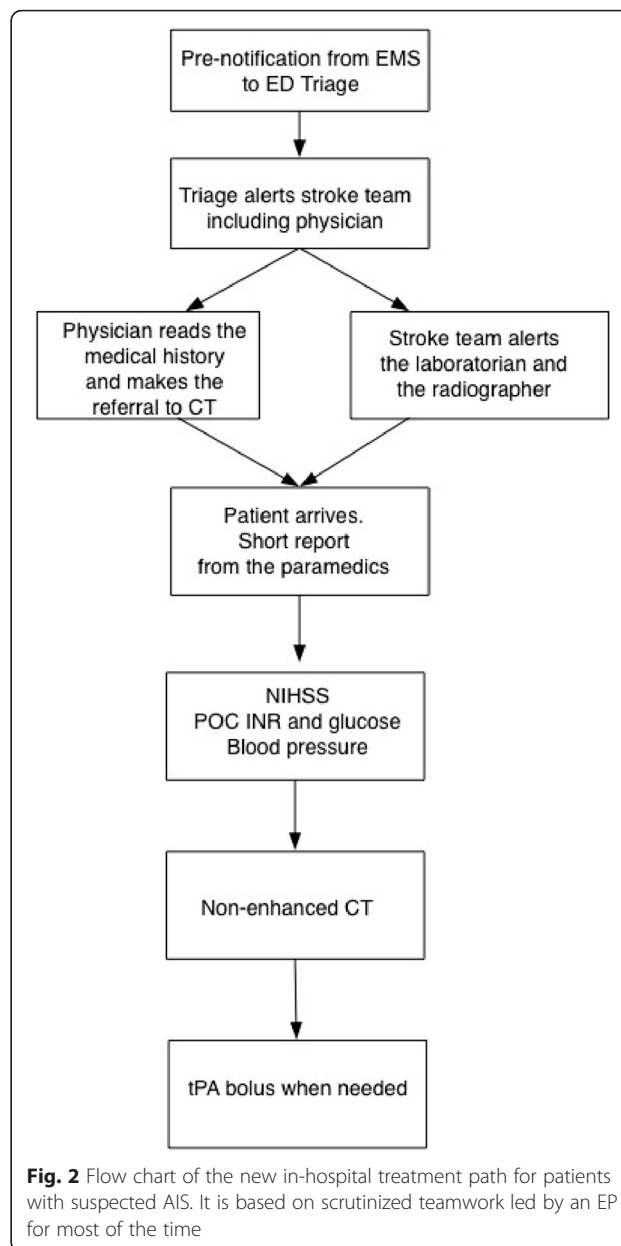 Pre-notification from EMS
to ED Triage
Triage alerts stroke team
including physician
Physician reads the
medical history
and makes the
referral to CT
Stroke team alerts
the laboratorian and
the radiographer
Patient arrives.
Short report
from the paramedics
NIHSS
POC INR and glucose
Blood pressure
Non-enhanced CT
tPA bolus when needed
Fig. 2 Flow chart of the new in-hospital treatment path for patients
with suspected AIS. It is based on scrutinized teamwork led by an EP
for most of the time